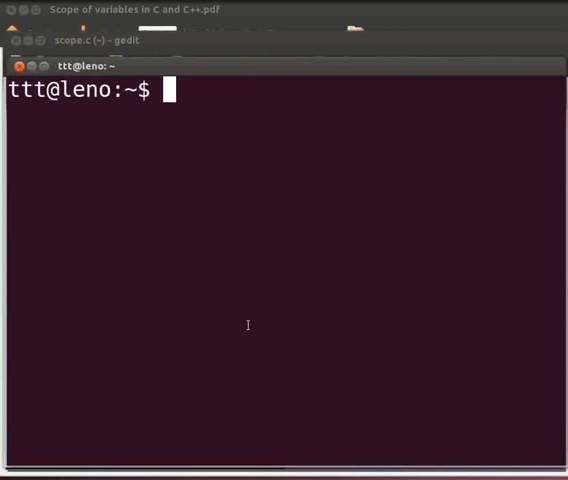 Scope of variables in C and C++.pdf
scope.c (~) - gedit
ttt@leno: ~
ttt@leno:~$